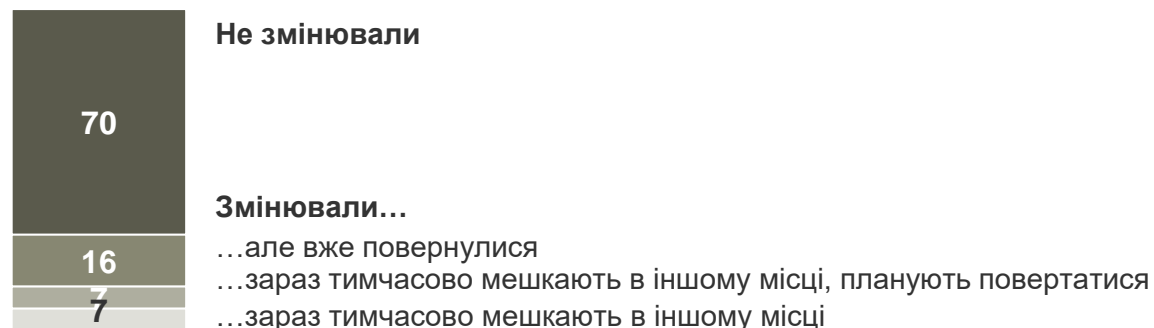 Не змінювали
70
Змінювали…
16
…але вже повернулися
7
…зараз тимчасово мешкають в іншому місці, планують повертатися
7
…зараз тимчасово мешкають в іншому місці